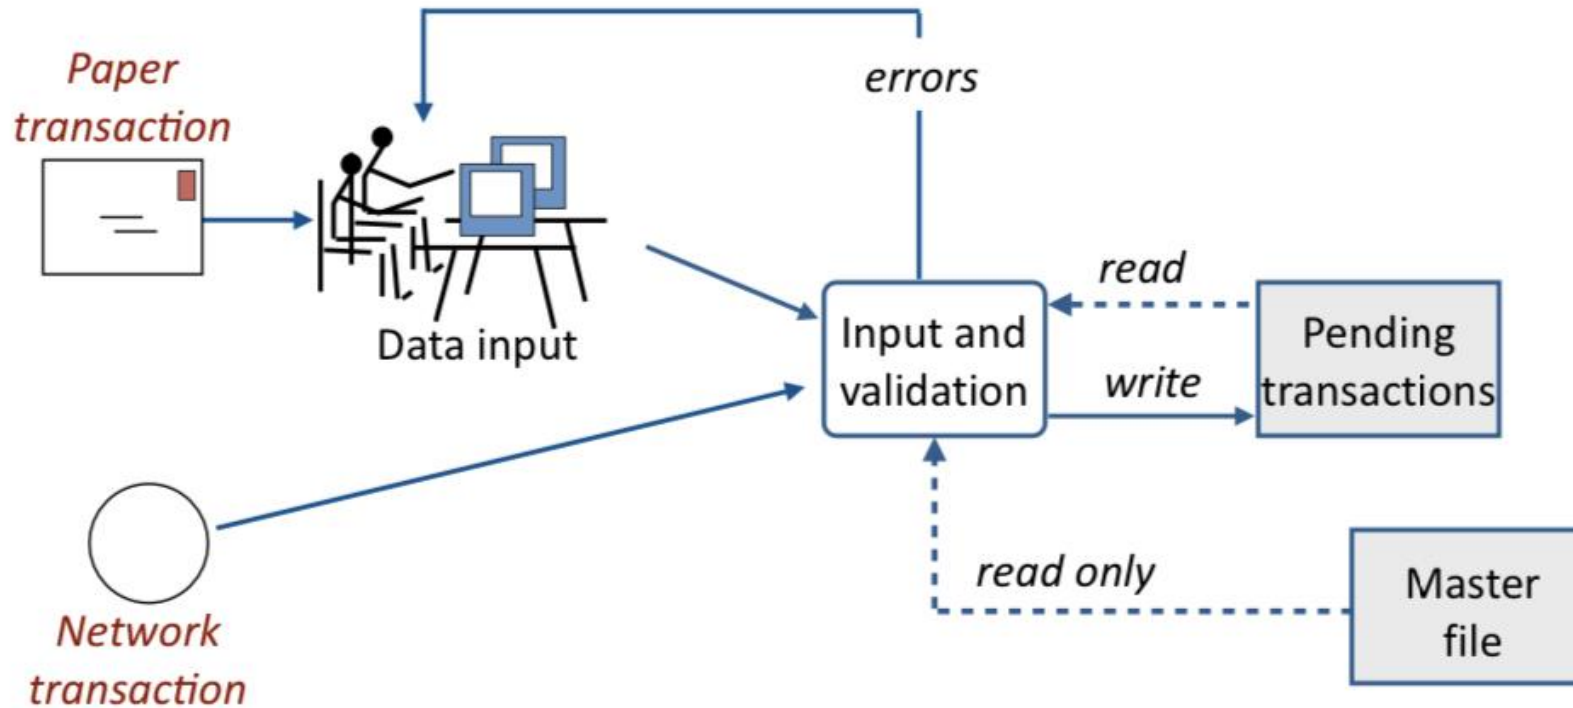 Paper
transaction
errors
read
Data input
Input and
validation
write
Pending
transactions
read only
Master
file
Network
transaction